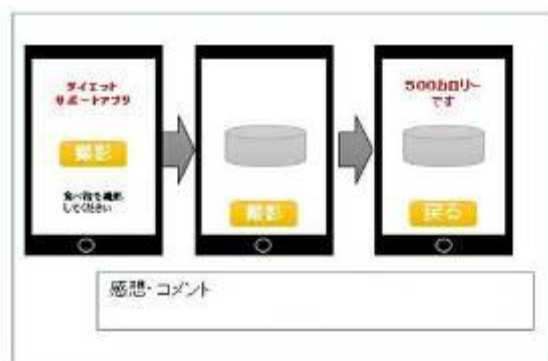 ダイエット
サポートアプリ
撮影
食べ物を撮影
してください
撮影
500カロリー
です
戻る
感想・コメント